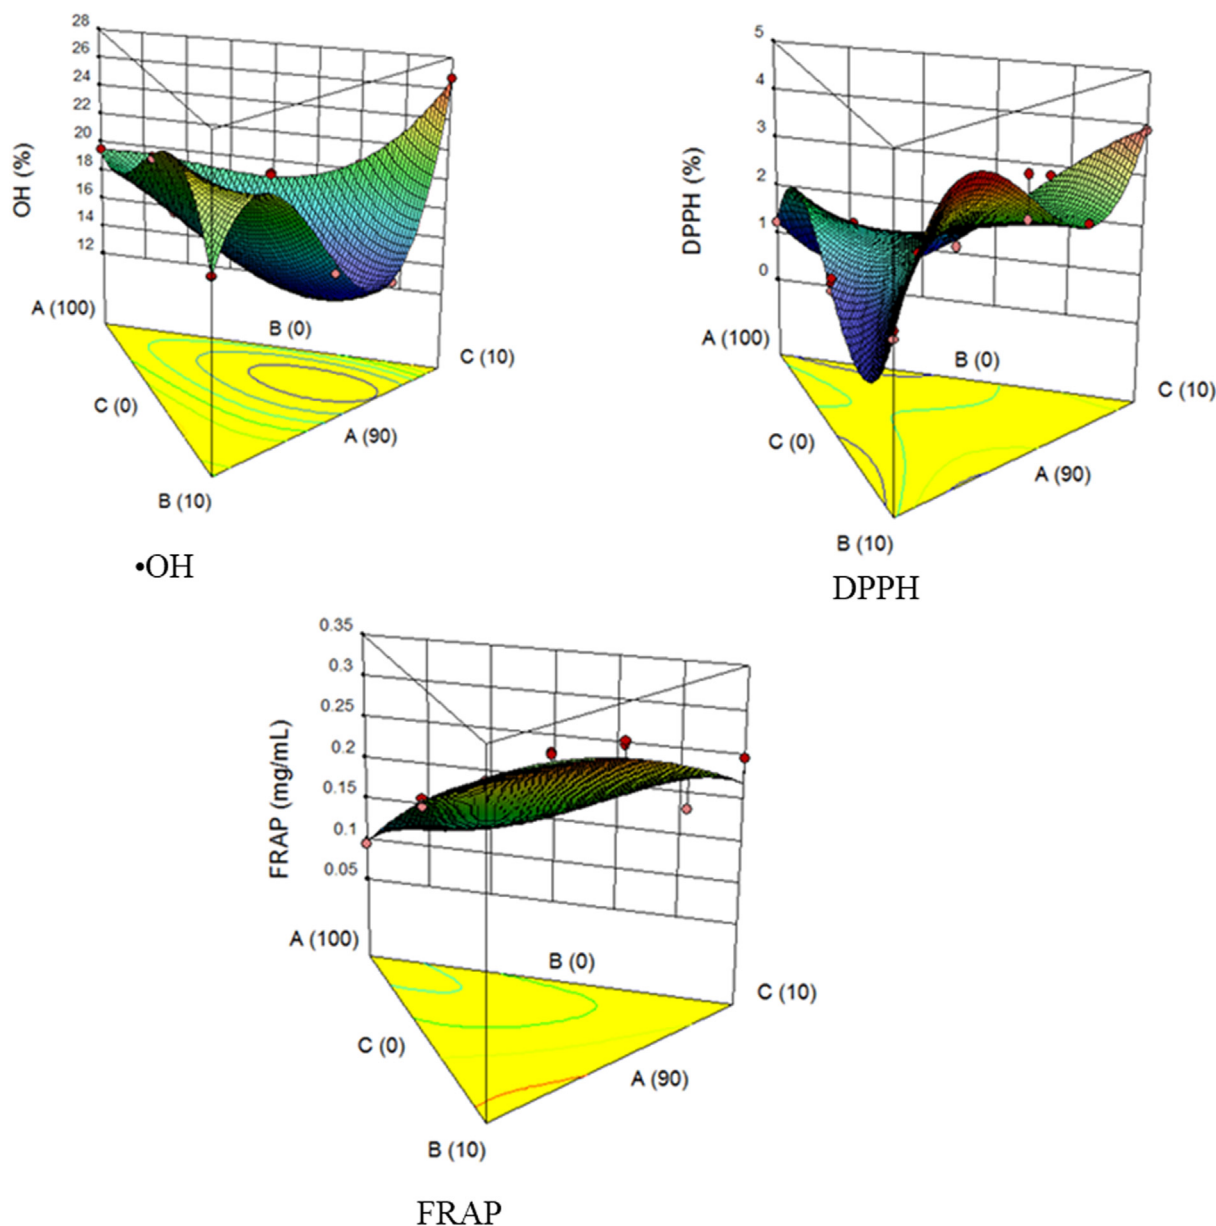 28
26
24
22
20
18
16
14
12
OH (%)
A (100)
B (0)
C (10)
C (0)
A (90)
B (10)
•OH
5
4
3
2
1
0
DPPH (%)
A (100)
B (0)
C (10)
C (0)
A (90)
B (10)
DPPH
0.35
0.3
0.25
0.2
0.15
0.1
0.05
FRAP (mg/mL)
A (100)
B (0)
C (10)
C (0)
A (90)
B (10)
FRAP